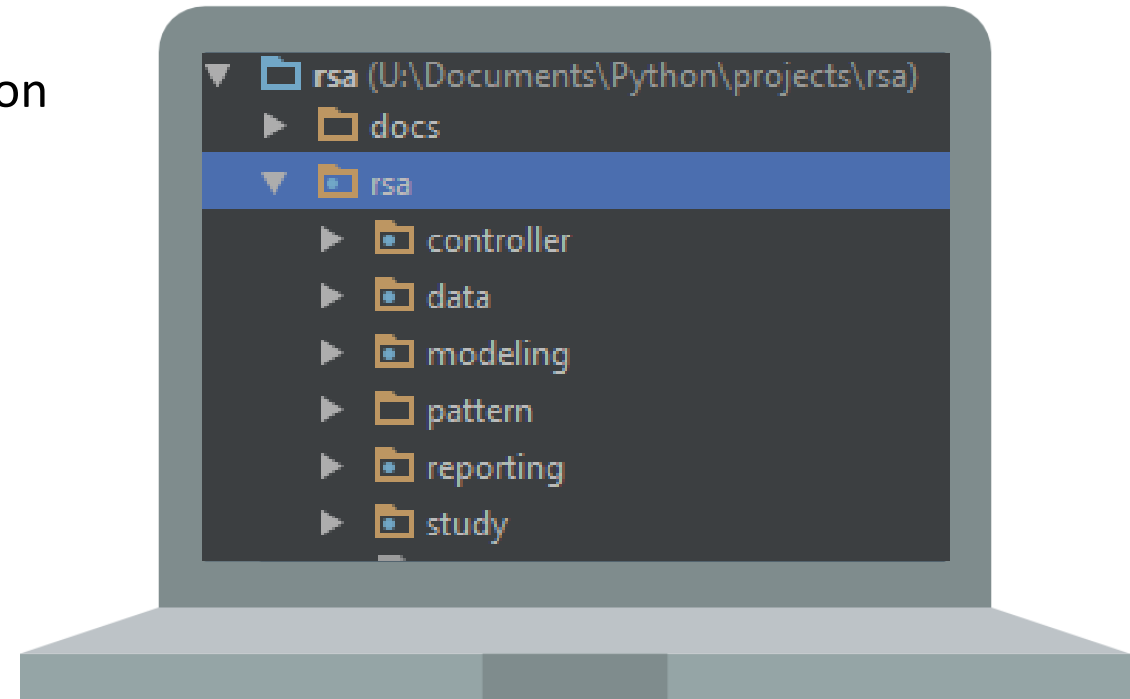 on
rsa (U:\Documents\Python\projects\rsa)
docs
rsa
controller
data
modeling
pattern
reporting
study